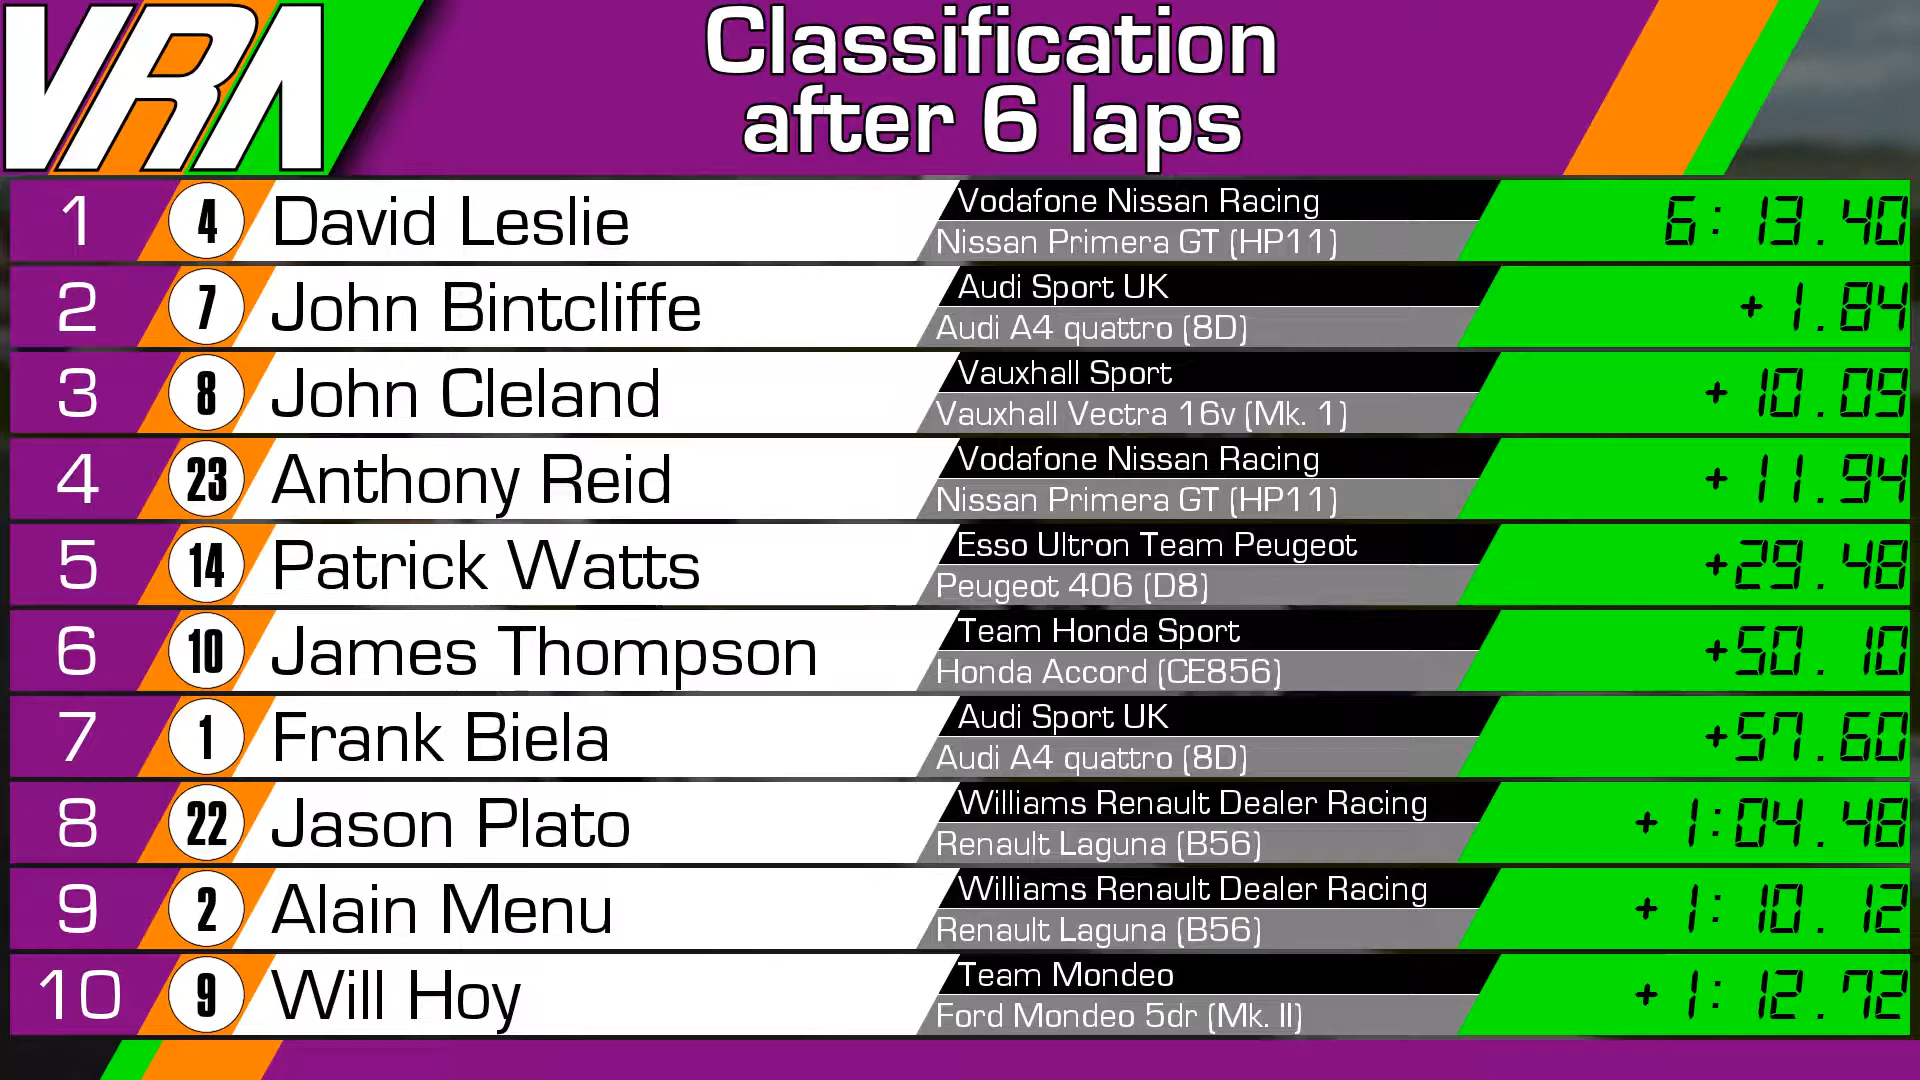 VRA
Classification
after 6 laps
1 4 David Leslie Vodafone Nissan Racing 6:13.40
Nissan Primera GT (HP11)
2 7 John Bintcliffe Audi Sport UK +1.84
Audi A4 quattro (8D)
3 8 John Cleland Vauxhall Sport +10.09
Vauxhall Vectra 16v (Mk. 1)
4 23 Anthony Reid Vodafone Nissan Racing +11.94
Nissan Primera GT (HP11)
5 14 Patrick Watts Esso Ultron Team Peugeot +29.48
Peugeot 406 (D8)
6 10 James Thompson Team Honda Sport +50.10
Honda Accord (CE856)
7 1 Frank Biela Audi Sport UK +57.60
Audi A4 quattro (8D)
8 22 Jason Plato Williams Renault Dealer Racing +1:04.48
Renault Laguna (B56)
9 2 Alain Menu Williams Renault Dealer Racing +1:10.12
Renault Laguna (B56)
10 9 Will Hoy Team Mondeo +1:12.72
Ford Mondeo 5dr (Mk. II)